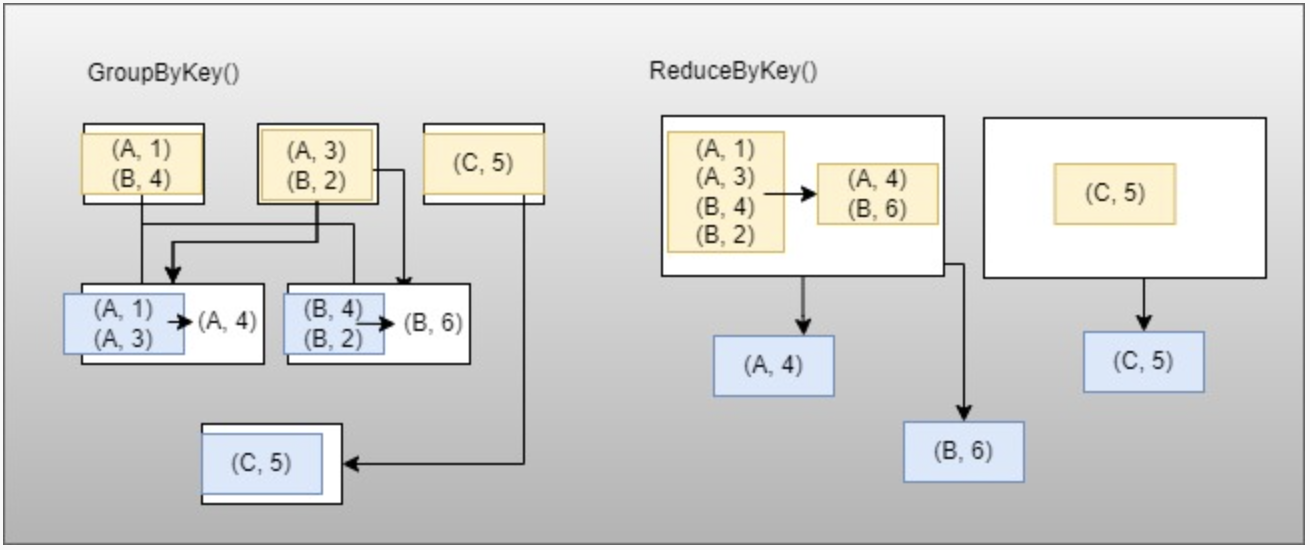 GroupByKey()
(A, 1)
(B, 4)
(A, 3)
(B, 2)
(C, 5)
(A, 1)
(A, 3)
(A, 4)
(B, 4)
(B, 2)
(B, 6)
(C, 5)
ReduceByKey()
(A, 1)
(A, 3)
(B, 4)
(B, 2)
(A, 4)
(B, 6)
(C, 5)
(A, 4)
(B, 6)
(C, 5)